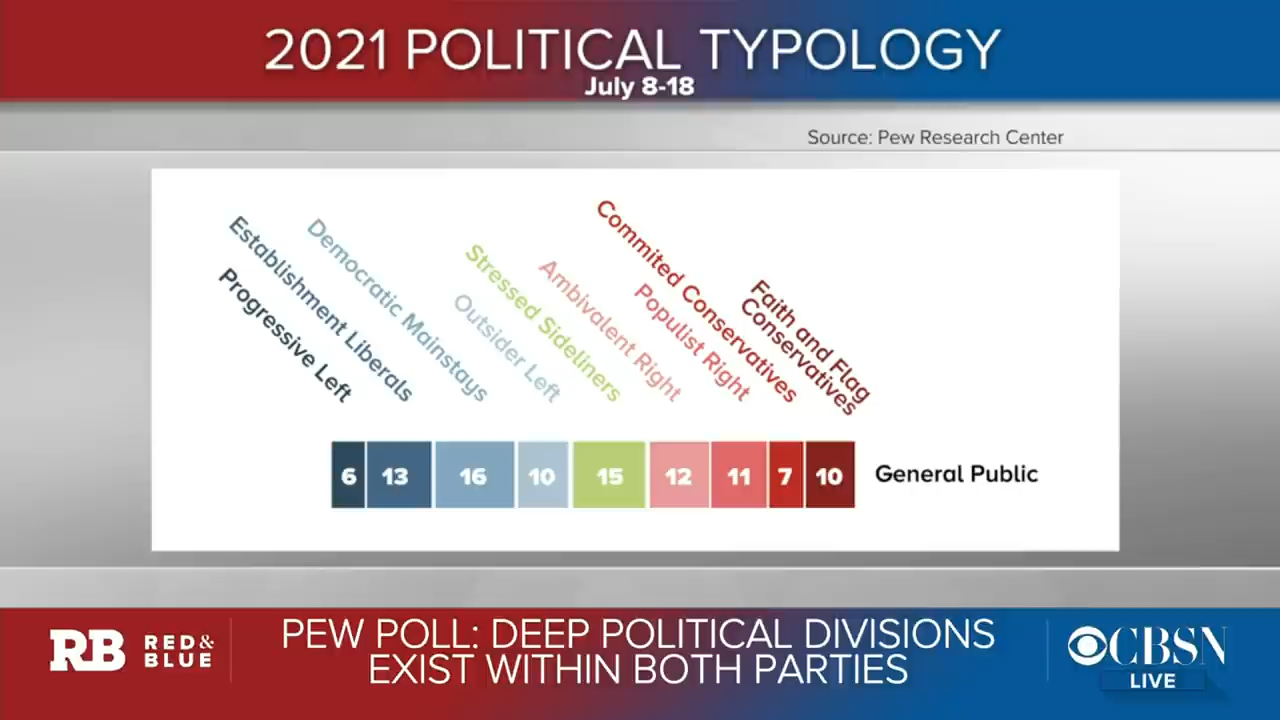 2021 POLITICAL TYPOLOGY
July 8-18
Source: Pew Research Center
Progressive Left
Establishment Liberals
Democratic Mainstays
Outsider Left
Stressed Sideliners
Ambivalent Right
Populist Right
Commited Conservatives
Faith and Flag
Conservatives
6 13 16 10 15 12 11 7 10 General Public
RB RED &
BLUE
PEW POLL: DEEP POLITICAL DIVISIONS
EXIST WITHIN BOTH PARTIES
CBSN
LIVE